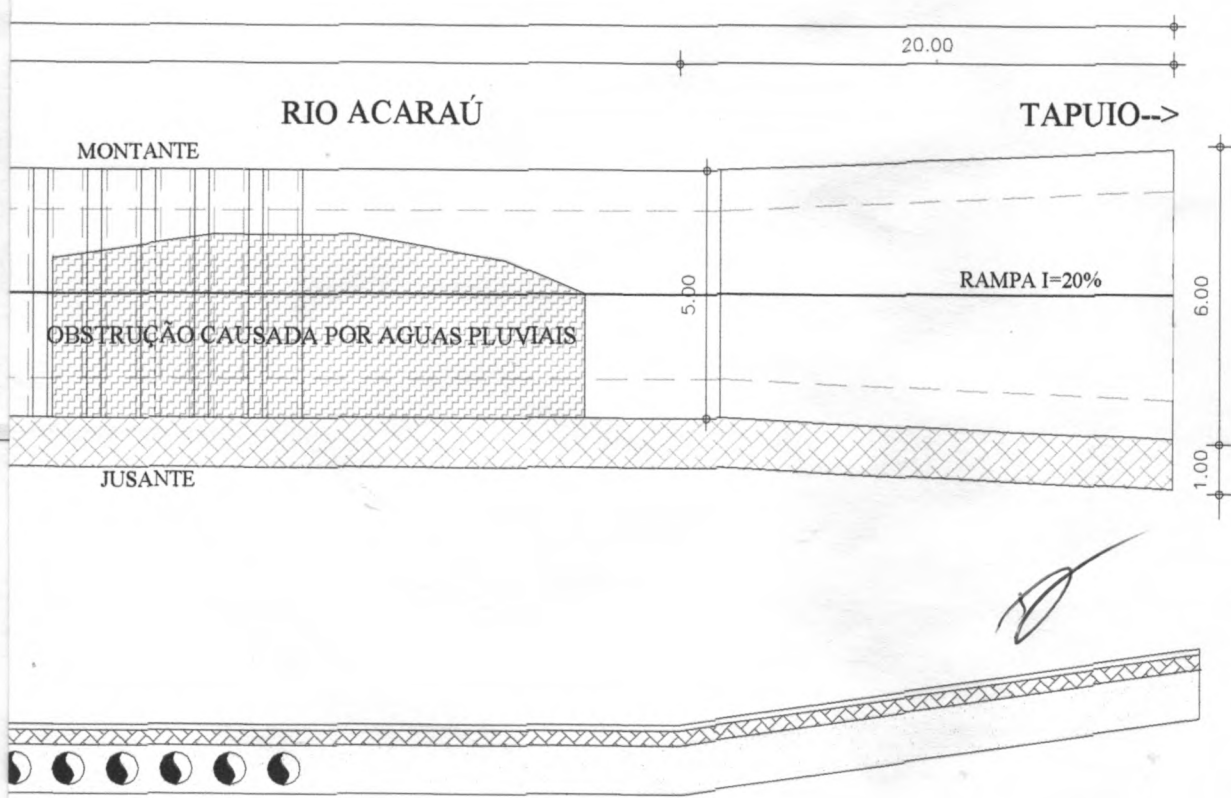 20.00
RIO ACARAÚ
TAPUIO-->
MONTANTE
5.00
RAMPA I=20%
6.00
OBSTRUÇÃO CAUSADA POR AGUAS PLUVIAIS
JUSANTE
1.00